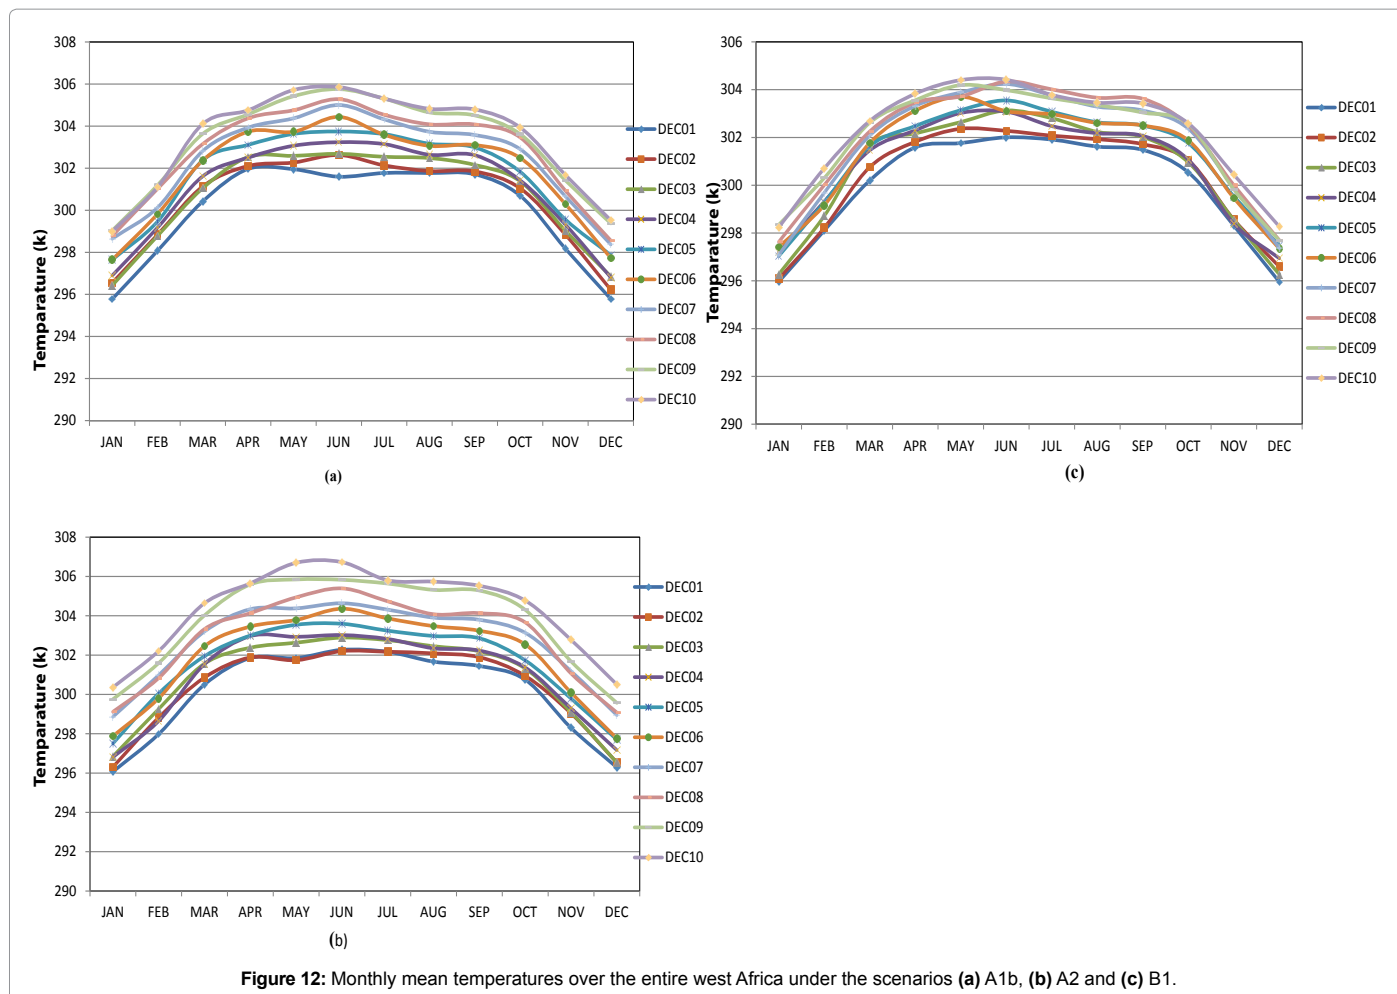 308
306
304
302
300
298
296
294
292
290
Temparature (k)
JAN FEB MAR APR MAY JUN JUL AUG SEP OCT NOV DEC
DEC01
DEC02
DEC03
DEC04
DEC05
DEC06
DEC07
DEC08
DEC09
DEC10
(a)
306
304
302
300
298
296
294
292
290
Temparature (k)
JAN FEB MAR APR MAY JUN JUL AUG SEP OCT NOV DEC
DEC01
DEC02
DEC03
DEC04
DEC05
DEC06
DEC07
DEC08
DEC09
DEC10
(c)
308
306
304
302
300
298
296
294
292
290
Temparature (k)
JAN FEB MAR APR MAY JUN JUL AUG SEP OCT NOV DEC
DEC01
DEC02
DEC03
DEC04
DEC05
DEC06
DEC07
DEC08
DEC09
DEC10
(b)
Figure 12: Monthly mean temperatures over the entire west Africa under the scenarios (a) A1b, (b) A2 and (c) B1.